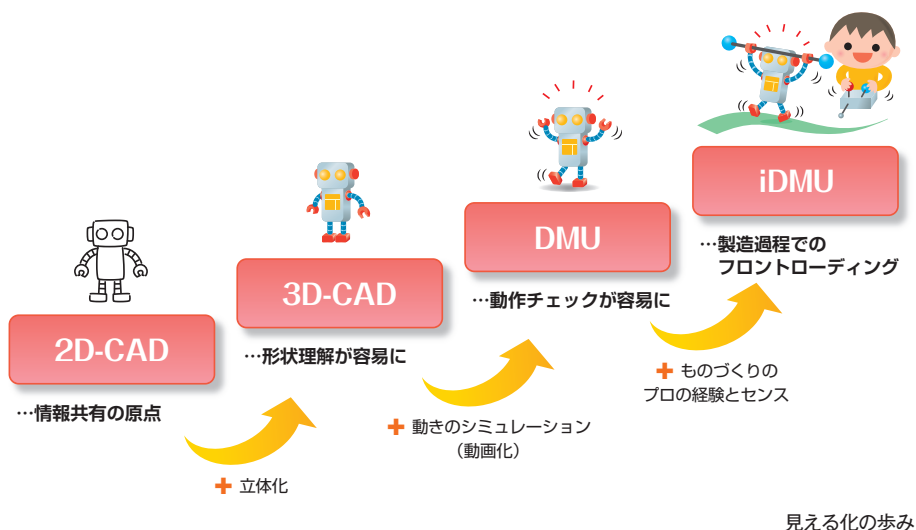 2D-CAD
…情報共有の原点
+ 立体化
3D-CAD
…形状理解が容易に
+ 動きのシミュレーション
(動画化)
DMU
…動作チェックが容易に
+ ものづくりの
プロの経験とセンス
iDMU
…製造過程での
フロントローディング
見える化の歩み